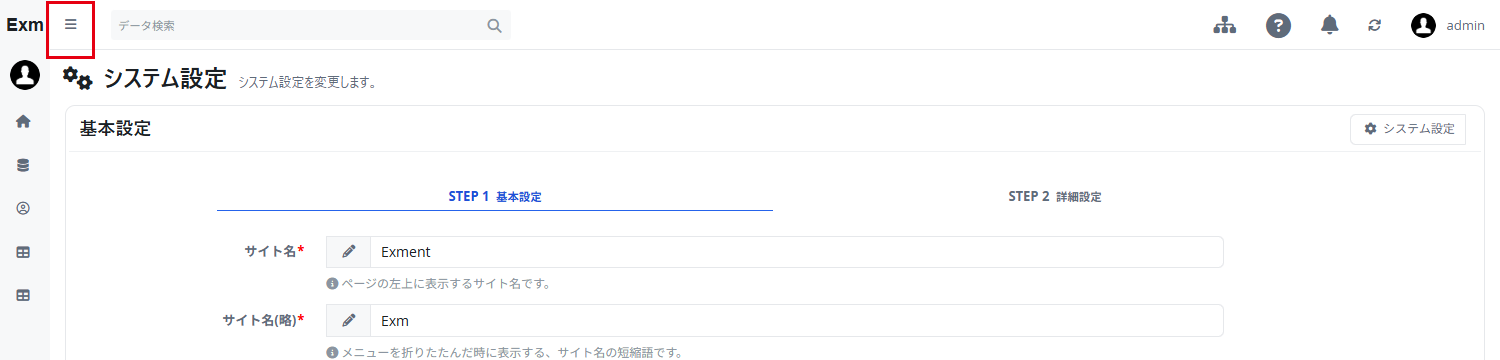 Exm
データ検索
admin
システム設定 システム設定を変更します。
基本設定
システム設定
STEP 1 基本設定
STEP 2 詳細設定
サイト名*
Exment
ページの左上に表示するサイト名です。
サイト名(略)*
Exm
メニューを折りたたんだ時に表示する、サイト名の短縮語です。